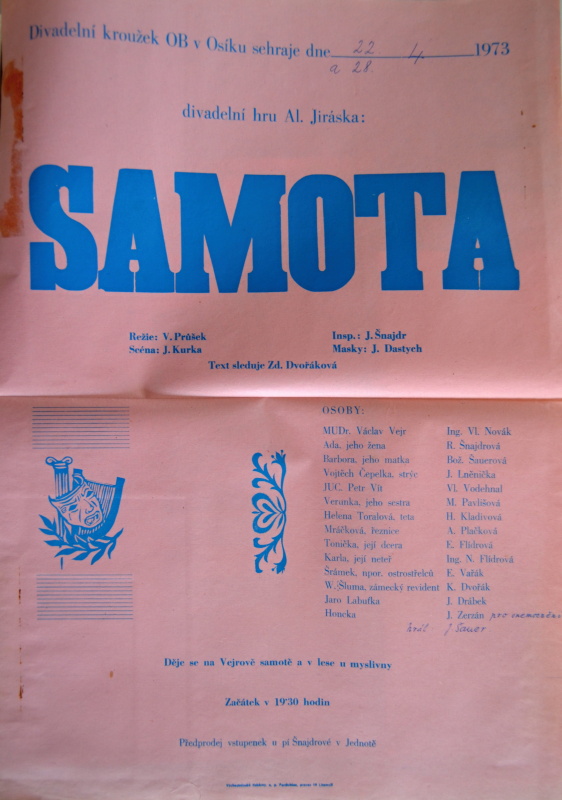 Divadelní kroužek OB v Osíku sehraje dne 22 4. 1973
a 28.
divadelní hru Al. Jiráska:
SAMOTA
Režie: V. Průšek
Insp.: J. Šnajdr
Scéna: J. Kurka
Masky: J. Dastych
Text sleduje Zd. Dvořáková
OSOBY:
MUDr. Václav Vejr Ing. Vl. Novák
Ada, jeho žena R. Šnajdrová
Barbora, jeho matka Bož. Šauerová
Vojtěch Čepelka, strýc J. Lněnička
JUC. Petr Vít Vl. Vodehnal
Veronka, jeho sestra M. Pavlišová
Helena Toralová, teta H. Kladivová
Mráčková, řeznice A. Plačková
Tonička, její dcera E. Flídrová
Karla, její neteř Ing. N. Flídrová
Šrámek, npor. ostrostřelců E. Vařák
W. Šluma, zámecký revident K. Dvořák
Jaro Labuťka J. Drábek
Honcka J. Zerzán pro onemocnění
hrál J. Šauer
Děje se na Vejrově samotě a v lese u myslivny
Začátek v 19'30 hodin
Předprodej vstupenek u pí Šnajdrové v Jednotě